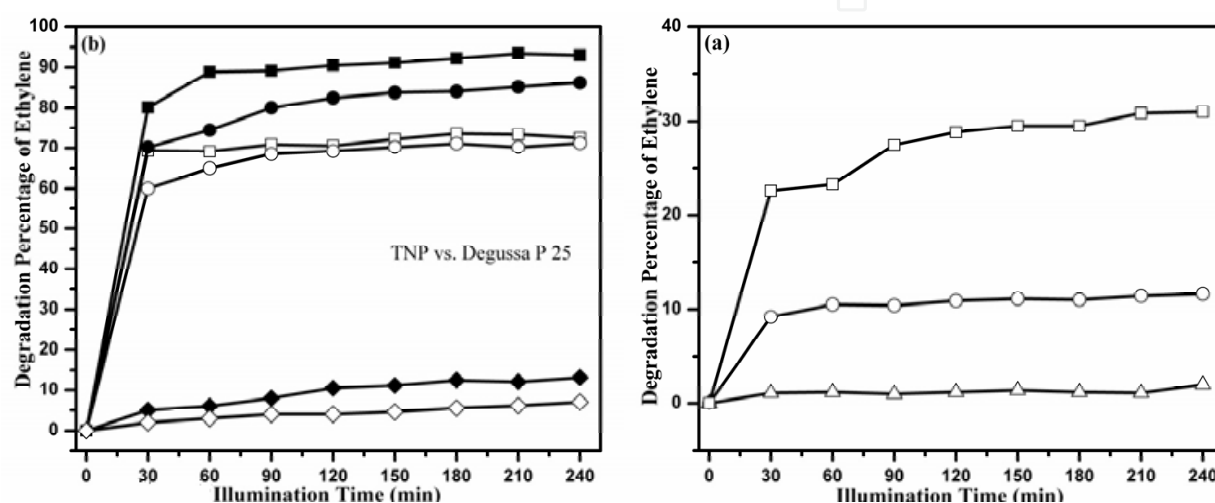 (b)
Degradation Percentage of Ethylene
100
90
80
70
60
50
40
30
20
10
0
TNP vs. Degussa P 25
0 30 60 90 120 150 180 210 240
Illumination Time (min)
(a)
Degradation Percentage of Ethylene
40
30
20
10
0
0 30 60 90 120 150 180 210 240
Illumination Time (min)